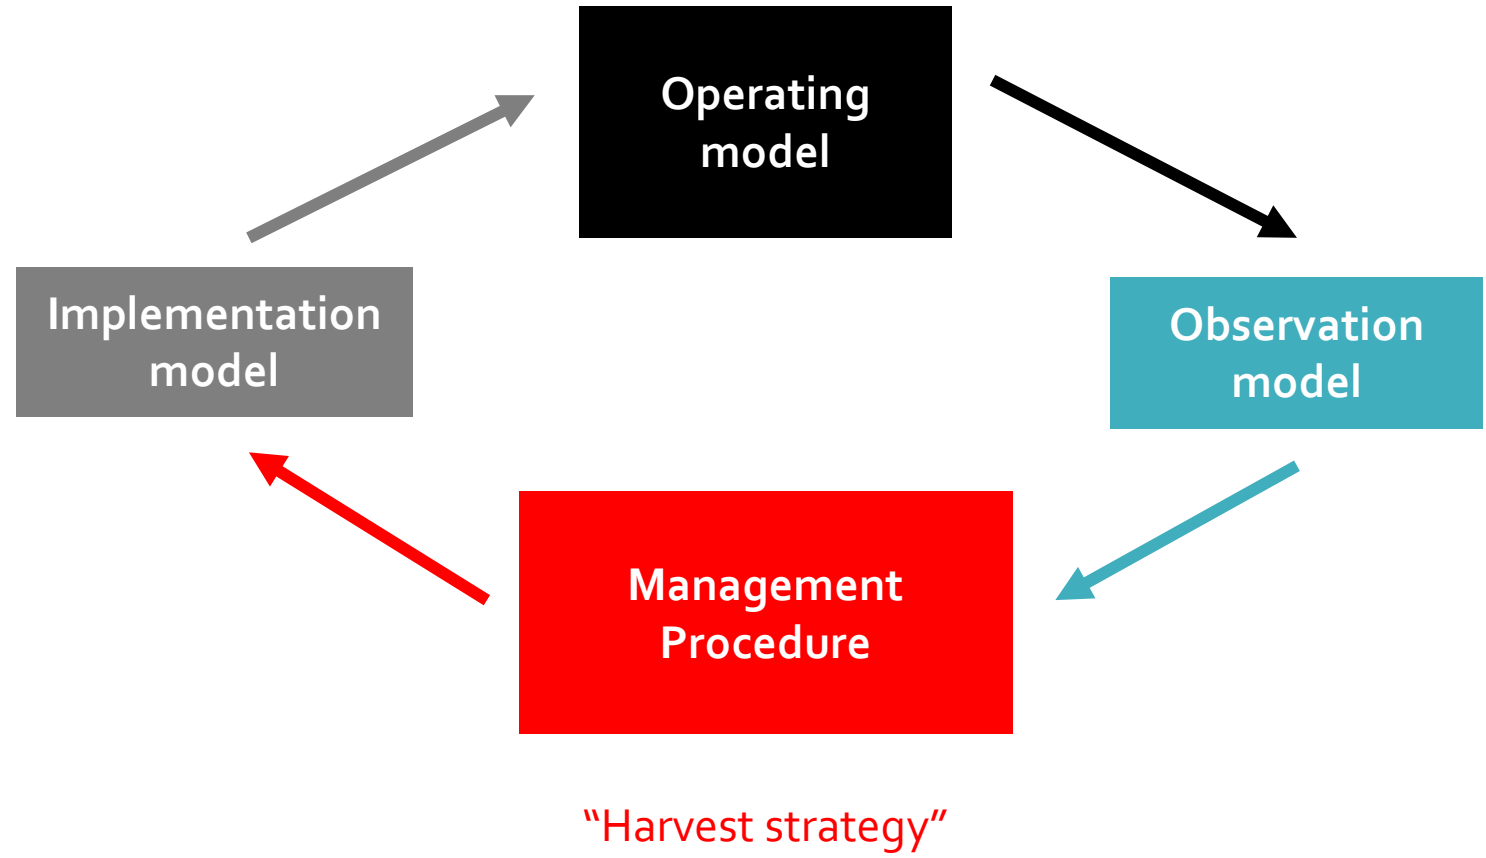 Operating
model
Implementation
model
Observation
model
Management
Procedure
“Harvest strategy”